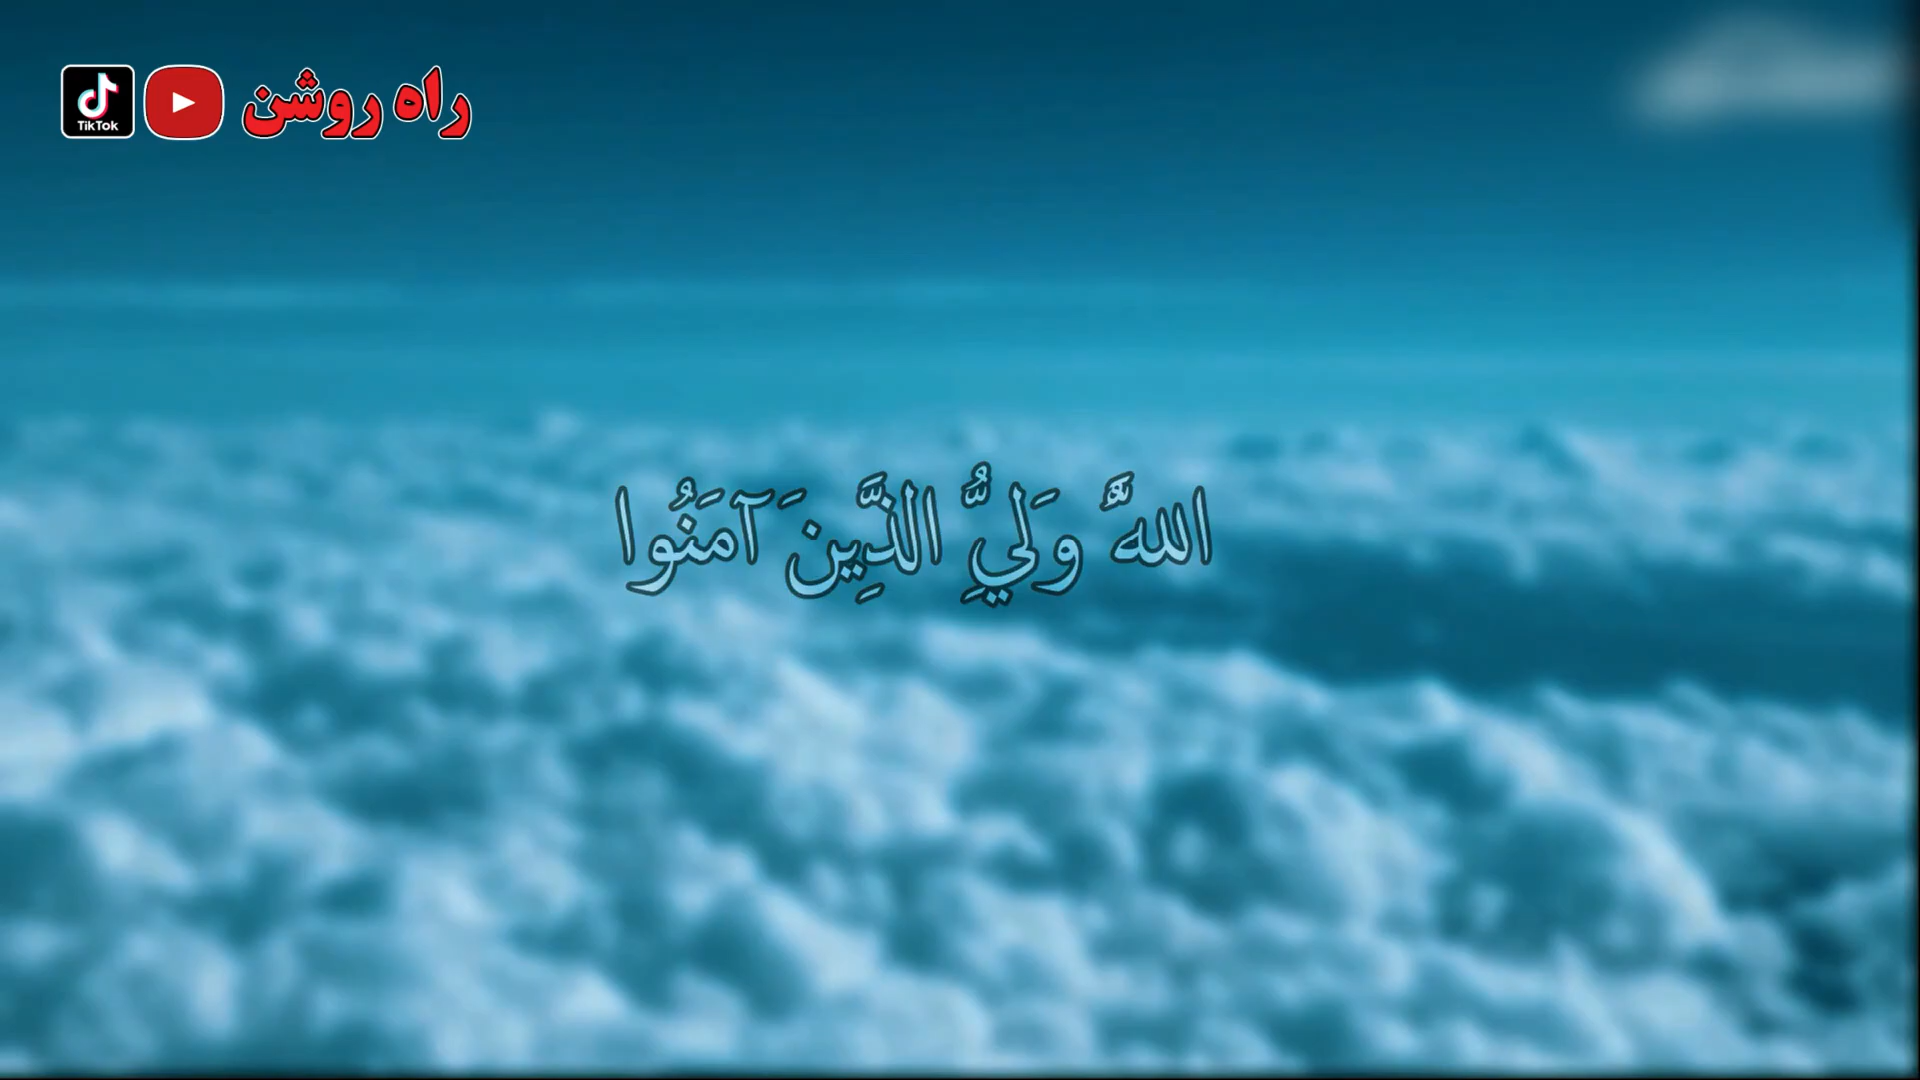 راه روشن
TikTok
اللهُ وَلِيُّ الَّذِينَ آمَنُوا